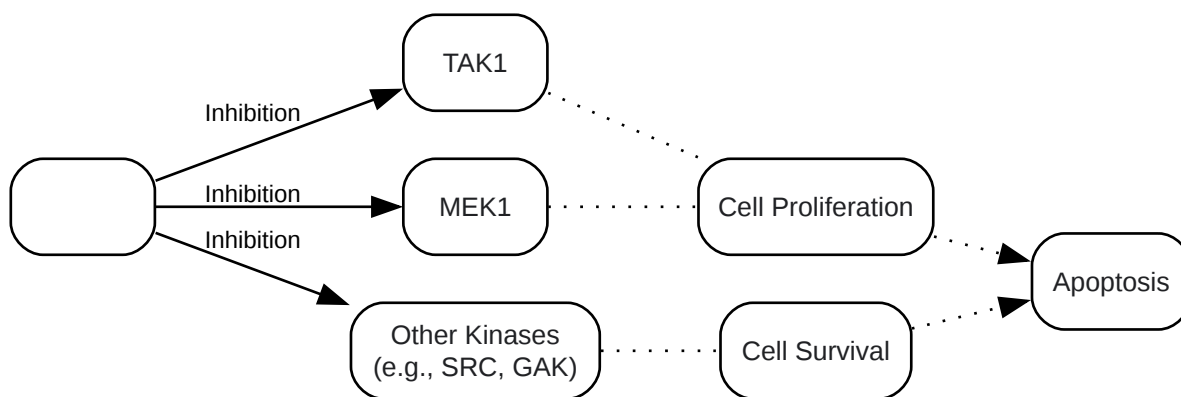 TAK1
Inhibition
Inhibition
MEK1
Cell Proliferation
Inhibition
Apoptosis
Other Kinases
(e.g., SRC, GAK)
Cell Survival